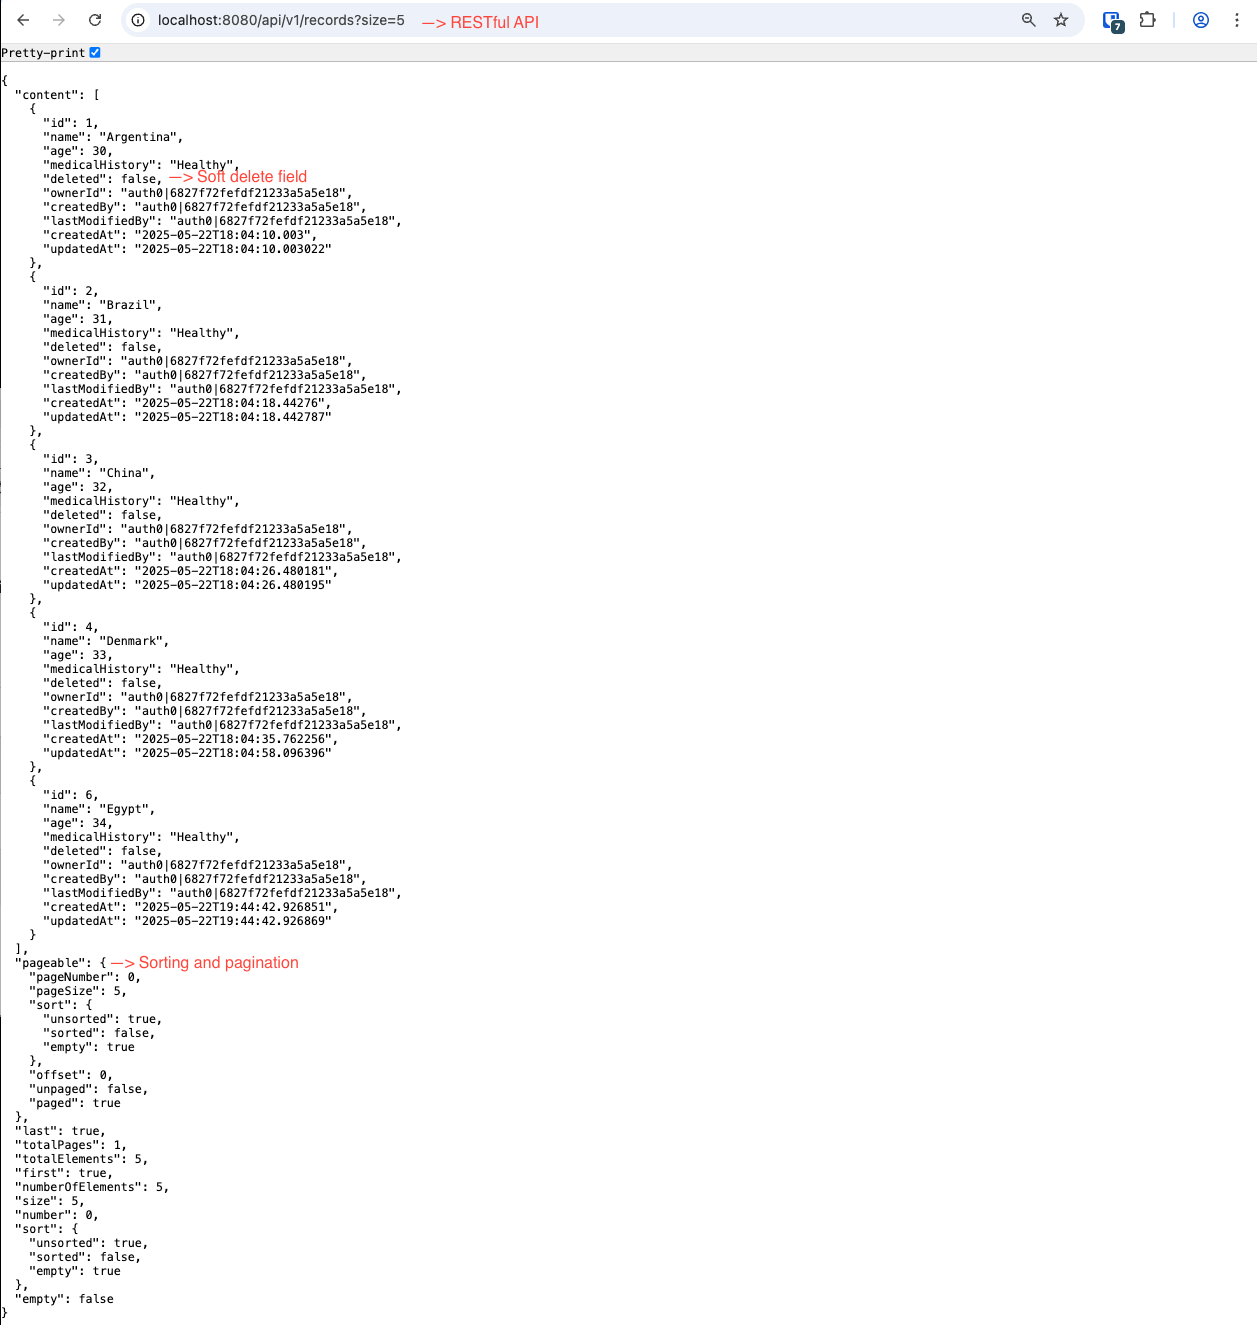 localhost:8080/api/v1/records?size=5 —> RESTful API
7
Pretty-print
{
  "content": [
    {
      "id": 1,
      "name": "Argentina",
      "age": 30,
      "medicalHistory": "Healthy",
      "deleted": false, —> Soft delete field
      "ownerId": "auth0|6827f72fefdf21233a5a5e18",
      "createdBy": "auth0|6827f72fefdf21233a5a5e18",
      "lastModifiedBy": "auth0|6827f72fefdf21233a5a5e18",
      "createdAt": "2025-05-22T18:04:10.003",
      "updatedAt": "2025-05-22T18:04:10.003022"
    },
    {
      "id": 2,
      "name": "Brazil",
      "age": 31,
      "medicalHistory": "Healthy",
      "deleted": false,
      "ownerId": "auth0|6827f72fefdf21233a5a5e18",
      "createdBy": "auth0|6827f72fefdf21233a5a5e18",
      "lastModifiedBy": "auth0|6827f72fefdf21233a5a5e18",
      "createdAt": "2025-05-22T18:04:18.44276",
      "updatedAt": "2025-05-22T18:04:18.442787"
    },
    {
      "id": 3,
      "name": "China",
      "age": 32,
      "medicalHistory": "Healthy",
      "deleted": false,
      "ownerId": "auth0|6827f72fefdf21233a5a5e18",
      "createdBy": "auth0|6827f72fefdf21233a5a5e18",
      "lastModifiedBy": "auth0|6827f72fefdf21233a5a5e18",
      "createdAt": "2025-05-22T18:04:26.480181",
      "updatedAt": "2025-05-22T18:04:26.480195"
    },
    {
      "id": 4,
      "name": "Denmark",
      "age": 33,
      "medicalHistory": "Healthy",
      "deleted": false,
      "ownerId": "auth0|6827f72fefdf21233a5a5e18",
      "createdBy": "auth0|6827f72fefdf21233a5a5e18",
      "lastModifiedBy": "auth0|6827f72fefdf21233a5a5e18",
      "createdAt": "2025-05-22T18:04:35.762256",
      "updatedAt": "2025-05-22T18:04:58.096396"
    },
    {
      "id": 6,
      "name": "Egypt",
      "age": 34,
      "medicalHistory": "Healthy",
      "deleted": false,
      "ownerId": "auth0|6827f72fefdf21233a5a5e18",
      "createdBy": "auth0|6827f72fefdf21233a5a5e18",
      "lastModifiedBy": "auth0|6827f72fefdf21233a5a5e18",
      "createdAt": "2025-05-22T19:44:42.926851",
      "updatedAt": "2025-05-22T19:44:42.926869"
    }
  ],
  "pageable": { —> Sorting and pagination
    "pageNumber": 0,
    "pageSize": 5,
    "sort": {
      "unsorted": true,
      "sorted": false,
      "empty": true
    },
    "offset": 0,
    "unpaged": false,
    "paged": true
  },
  "last": true,
  "totalPages": 1,
  "totalElements": 5,
  "first": true,
  "numberOfElements": 5,
  "size": 5,
  "number": 0,
  "sort": {
    "unsorted": true,
    "sorted": false,
    "empty": true
  },
  "empty": false
}